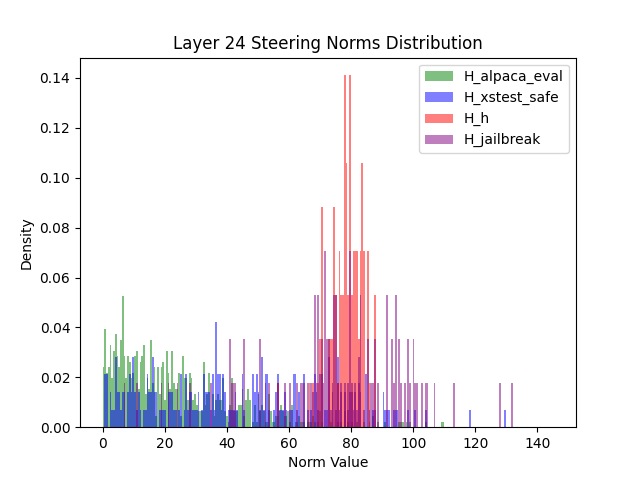 Layer 24 Steering Norms Distribution
H_alpaca_eval
H_xstest_safe
H_h
H_jailbreak
Density
0.14
0.12
0.10
0.08
0.06
0.04
0.02
0.00
0 20 40 60 80 100 120 140
Norm Value